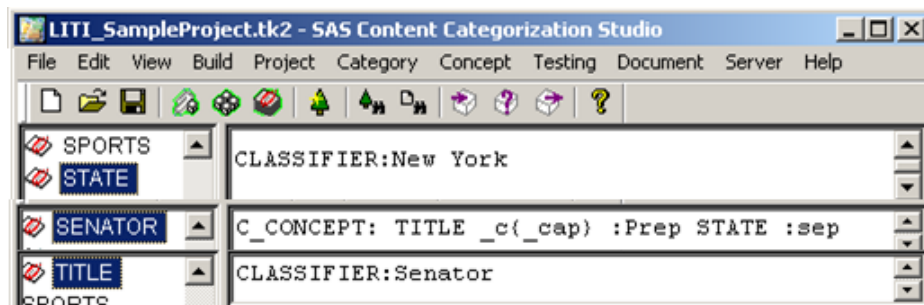 LITI_SampleProject.tk2 - SAS Content Categorization Studio
File Edit View Build Project Category Concept Testing Document Server Help
SPORTS
STATE
CLASSIFIER:New York
SENATOR
C_CONCEPT: TITLE _c{_cap} :Prep STATE :sep
TITLE
CLASSIFIER:Senator
SPORTS